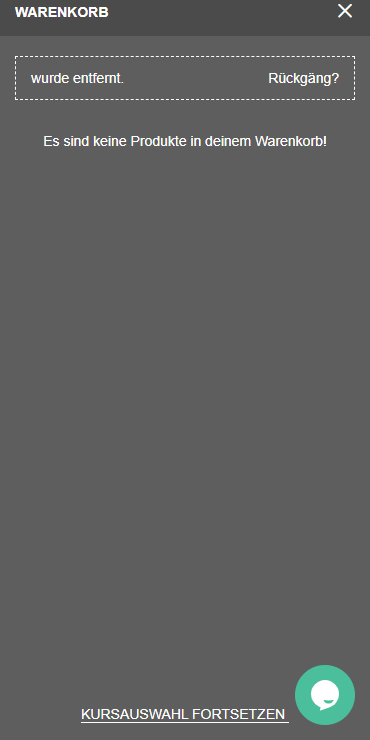 WARENKORB
wurde entfernt. Rückgäng?
Es sind keine Produkte in deinem Warenkorb!
KURSAUSWAHL FORTSETZEN